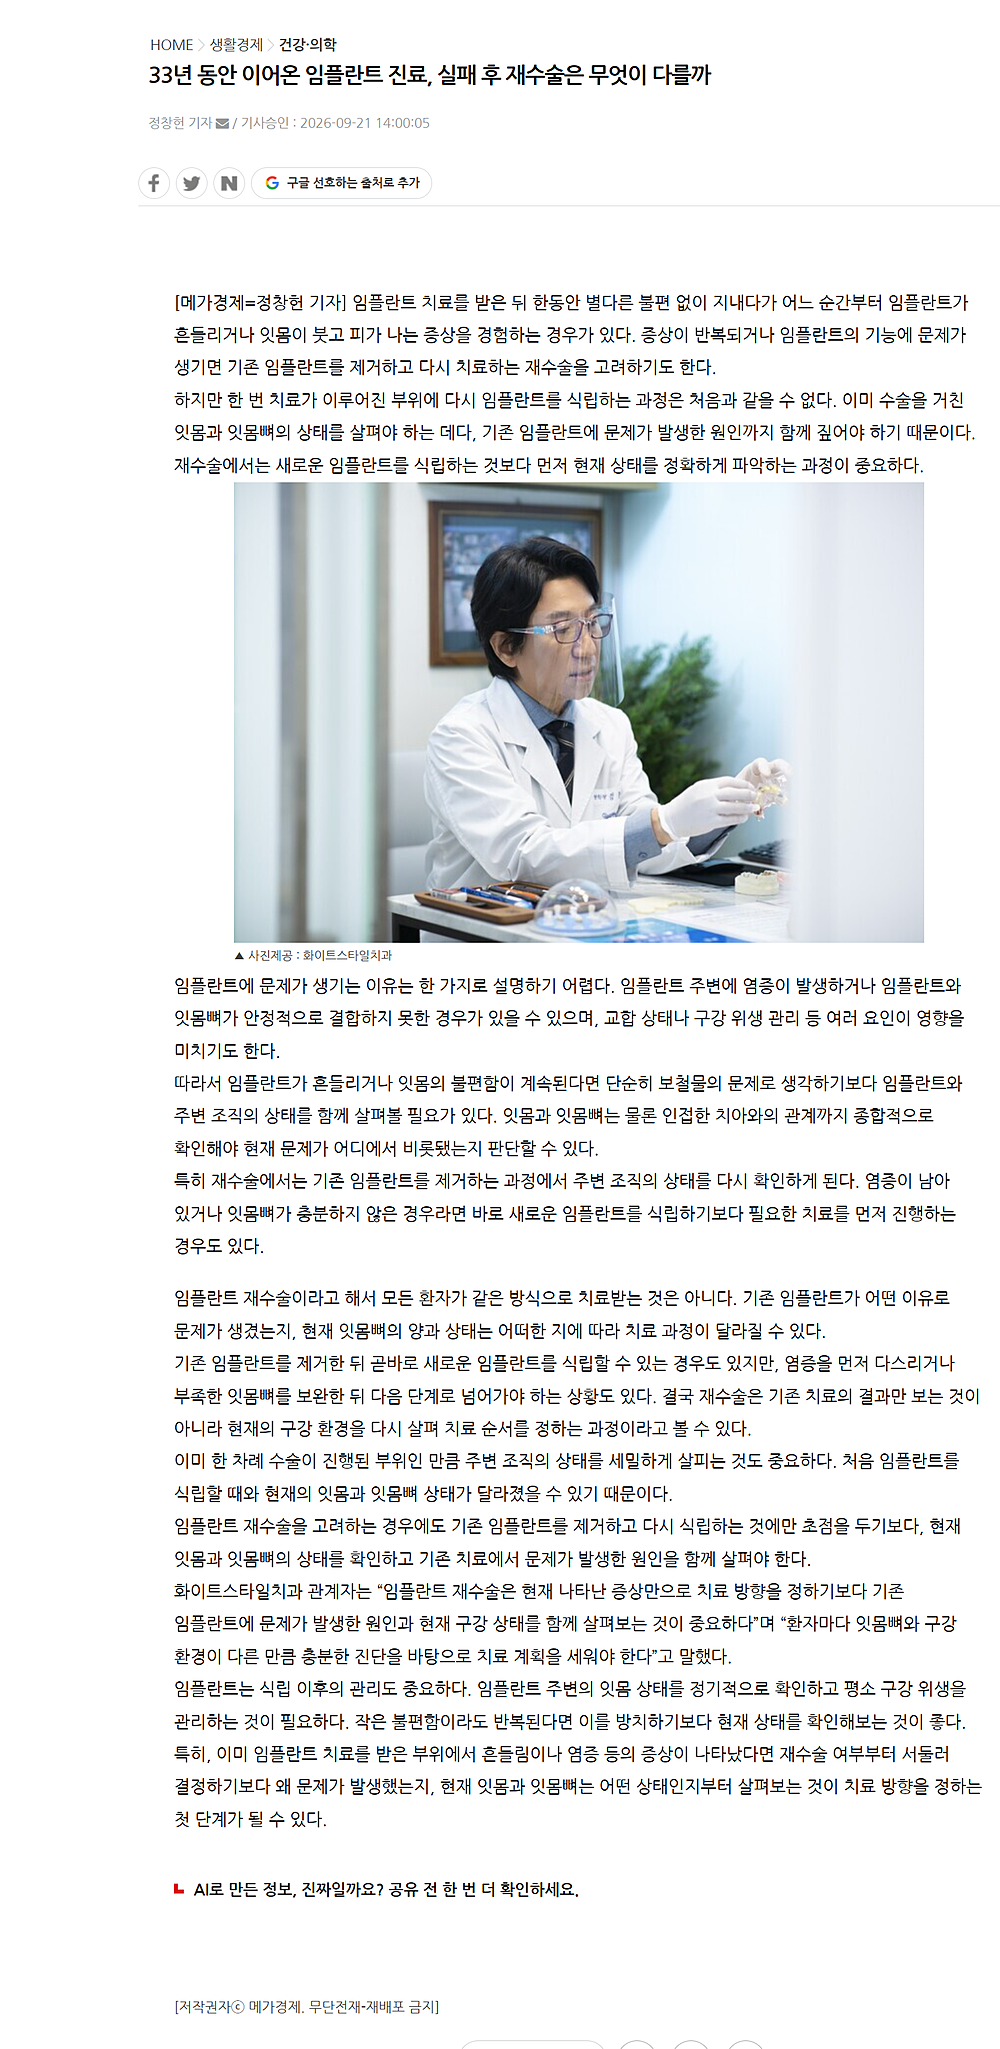 HOME > 생활경제 > 건강·의학
33년 동안 이어온 임플란트 진료, 실패 후 재수술은 무엇이 다를까
정창헌 기자 / 기사승인 : 2026-09-21 14:00:05
구글 선호하는 출처로 추가
[메가경제=정창헌 기자] 임플란트 치료를 받은 뒤 한동안 별다른 불편 없이 지내다가 어느 순간부터 임플란트가
흔들리거나 잇몸이 붓고 피가 나는 증상을 경험하는 경우가 있다. 증상이 반복되거나 임플란트의 기능에 문제가
생기면 기존 임플란트를 제거하고 다시 치료하는 재수술을 고려하기도 한다.
하지만 한 번 치료가 이루어진 부위에 다시 임플란트를 식립하는 과정은 처음과 같을 수 없다. 이미 수술을 거친
잇몸과 잇몸뼈의 상태를 살펴야 하는 데다, 기존 임플란트에 문제가 발생한 원인까지 함께 짚어야 하기 때문이다.
재수술에서는 새로운 임플란트를 식립하는 것보다 먼저 현재 상태를 정확하게 파악하는 과정이 중요하다.
▲ 사진제공 : 화이트스타일치과
임플란트에 문제가 생기는 이유는 한 가지로 설명하기 어렵다. 임플란트 주변에 염증이 발생하거나 임플란트와
잇몸뼈가 안정적으로 결합하지 못한 경우가 있을 수 있으며, 교합 상태나 구강 위생 관리 등 여러 요인이 영향을
미치기도 한다.
따라서 임플란트가 흔들리거나 잇몸의 불편함이 계속된다면 단순히 보철물의 문제로 생각하기보다 임플란트와
주변 조직의 상태를 함께 살펴볼 필요가 있다. 잇몸과 잇몸뼈는 물론 인접한 치아와의 관계까지 종합적으로
확인해야 현재 문제가 어디에서 비롯됐는지 판단할 수 있다.
특히 재수술에서는 기존 임플란트를 제거하는 과정에서 주변 조직의 상태를 다시 확인하게 된다. 염증이 남아
있거나 잇몸뼈가 충분하지 않은 경우라면 바로 새로운 임플란트를 식립하기보다 필요한 치료를 먼저 진행하는
경우도 있다.
임플란트 재수술이라고 해서 모든 환자가 같은 방식으로 치료받는 것은 아니다. 기존 임플란트가 어떤 이유로
문제가 생겼는지, 현재 잇몸뼈의 양과 상태는 어떠한 지에 따라 치료 과정이 달라질 수 있다.
기존 임플란트를 제거한 뒤 곧바로 새로운 임플란트를 식립할 수 있는 경우도 있지만, 염증을 먼저 다스리거나
부족한 잇몸뼈를 보완한 뒤 다음 단계로 넘어가야 하는 상황도 있다. 결국 재수술은 기존 치료의 결과만 보는 것이
아니라 현재의 구강 환경을 다시 살펴 치료 순서를 정하는 과정이라고 볼 수 있다.
이미 한 차례 수술이 진행된 부위인 만큼 주변 조직의 상태를 세밀하게 살피는 것도 중요하다. 처음 임플란트를
식립할 때와 현재의 잇몸과 잇몸뼈 상태가 달라졌을 수 있기 때문이다.
임플란트 재수술을 고려하는 경우에도 기존 임플란트를 제거하고 다시 식립하는 것에만 초점을 두기보다, 현재
잇몸과 잇몸뼈의 상태를 확인하고 기존 치료에서 문제가 발생한 원인을 함께 살펴야 한다.
화이트스타일치과 관계자는 “임플란트 재수술은 현재 나타난 증상만으로 치료 방향을 정하기보다 기존
임플란트에 문제가 발생한 원인과 현재 구강 상태를 함께 살펴보는 것이 중요하다”며 “환자마다 잇몸뼈와 구강
환경이 다른 만큼 충분한 진단을 바탕으로 치료 계획을 세워야 한다”고 말했다.
임플란트는 식립 이후의 관리도 중요하다. 임플란트 주변의 잇몸 상태를 정기적으로 확인하고 평소 구강 위생을
관리하는 것이 필요하다. 작은 불편함이라도 반복된다면 이를 방치하기보다 현재 상태를 확인해보는 것이 좋다.
특히, 이미 임플란트 치료를 받은 부위에서 흔들림이나 염증 등의 증상이 나타났다면 재수술 여부부터 서둘러
결정하기보다 왜 문제가 발생했는지, 현재 잇몸과 잇몸뼈는 어떤 상태인지부터 살펴보는 것이 치료 방향을 정하는
첫 단계가 될 수 있다.
AI로 만든 정보, 진짜일까요? 공유 전 한 번 더 확인하세요.
[저작권자ⓒ 메가경제. 무단전재-재배포 금지]